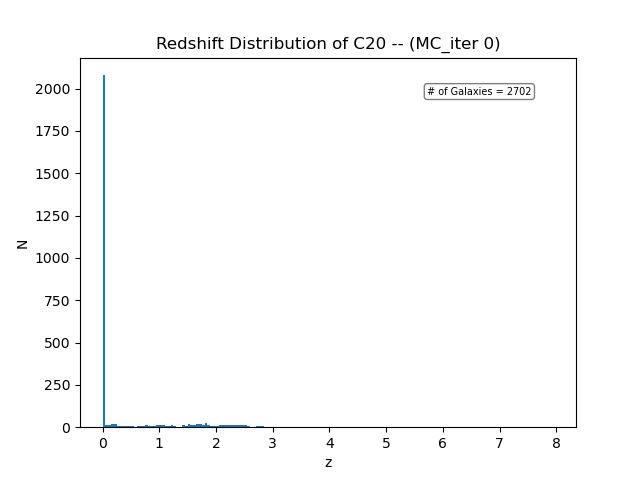 Redshift Distribution of C20 -- (MC_iter 0)
# of Galaxies = 2702
2000
1750
1500
1250
1000
750
500
250
0
N
0 1 2 3 4 5 6 7 8
z